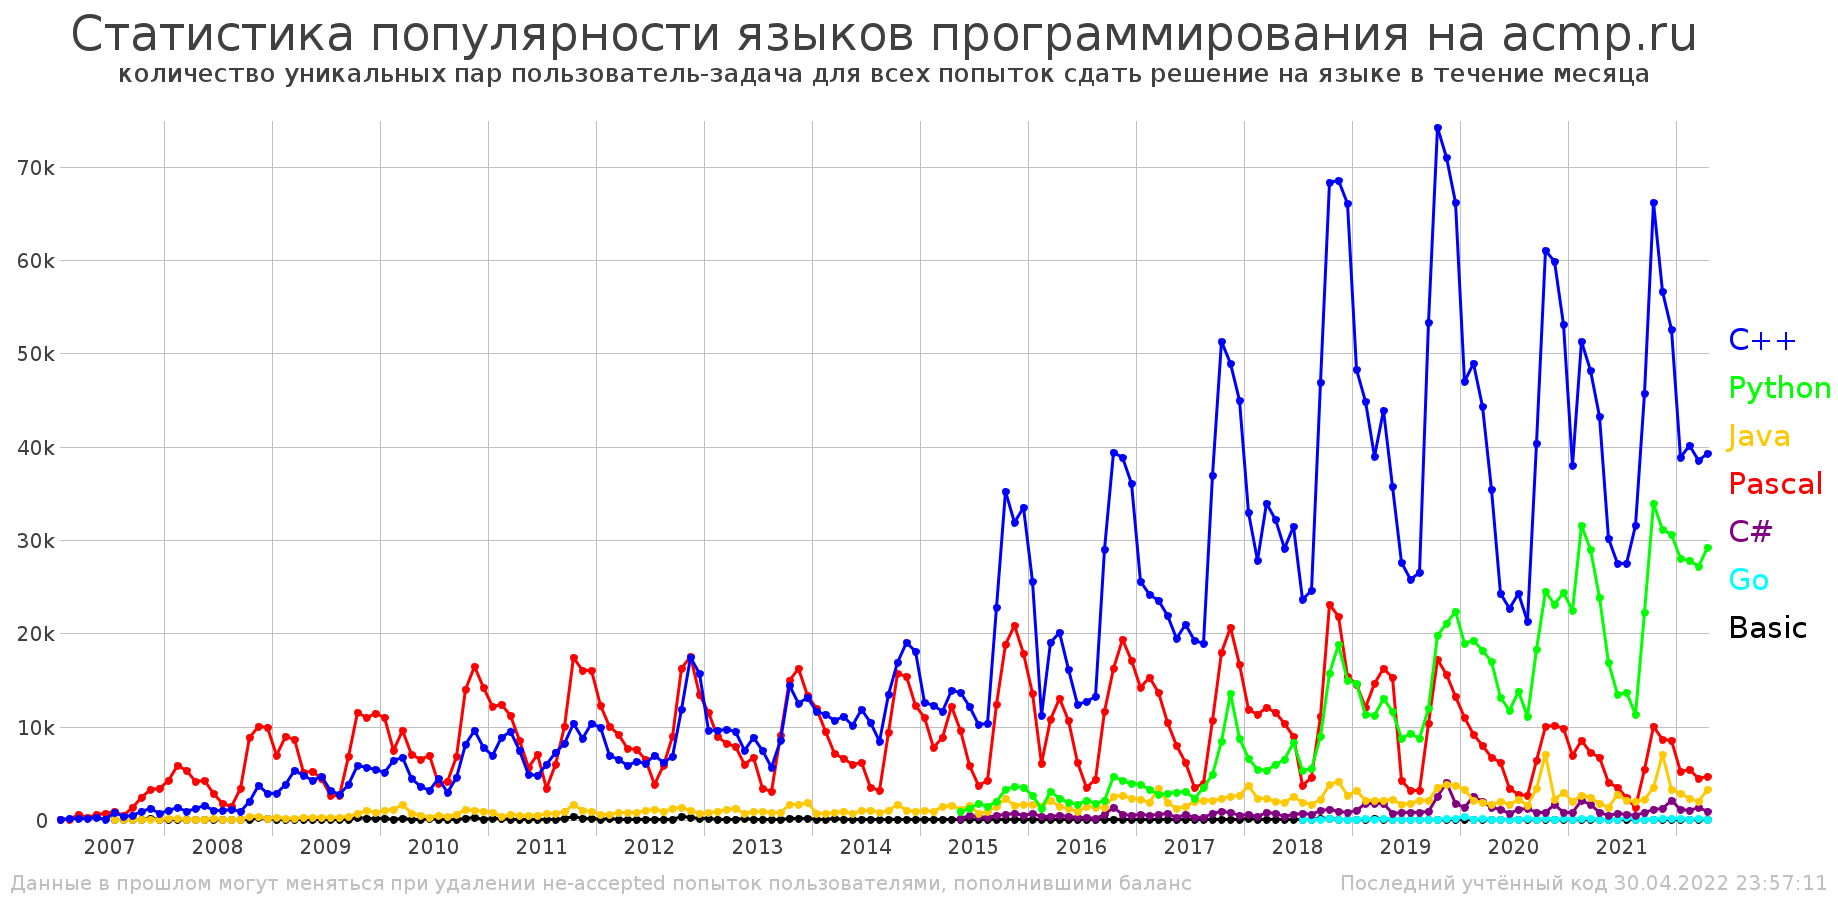 Статистика популярности языков программирования на acmp.ru
количество уникальных пар пользователь-задача для всех попыток сдать решение на языке в течение месяца
70k
60k
50k
40k
30k
20k
10k
0
C++
Python
Java
Pascal
C#
Go
Basic
2007 2008 2009 2010 2011 2012 2013 2014 2015 2016 2017 2018 2019 2020 2021
Данные в прошлом могут меняться при удалении не-accepted попыток пользователями, пополнившими баланс
Последний учтённый код 30.04.2022 23:57:11